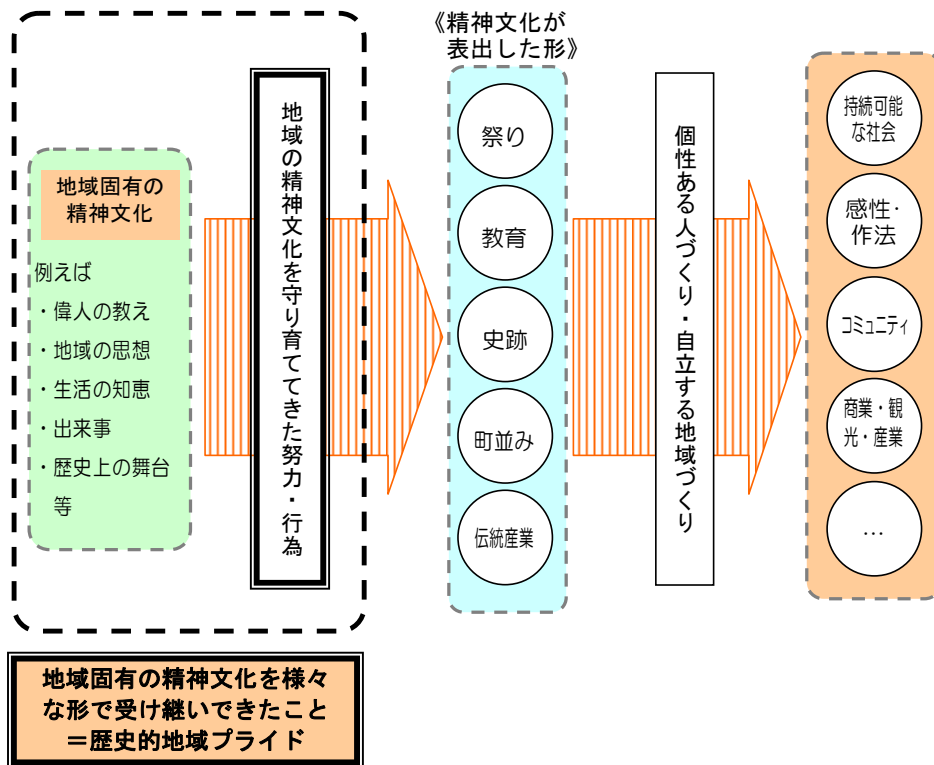 地域固有の
精神文化
例えば
・偉人の教え
・地域の思想
・生活の知恵
・出来事
・歴史上の舞台
等
地域の精神文化を守り育ててきた努力・行為
《精神文化が
表出した形》
祭り
教育
史跡
町並み
伝統産業
個性ある人づくり・自立する地域づくり
持続可能
な社会
感性・
作法
コミュニティ
商業・観
光・産業
…
地域固有の精神文化を様々
な形で受け継いできたこと
＝歴史的地域プライド